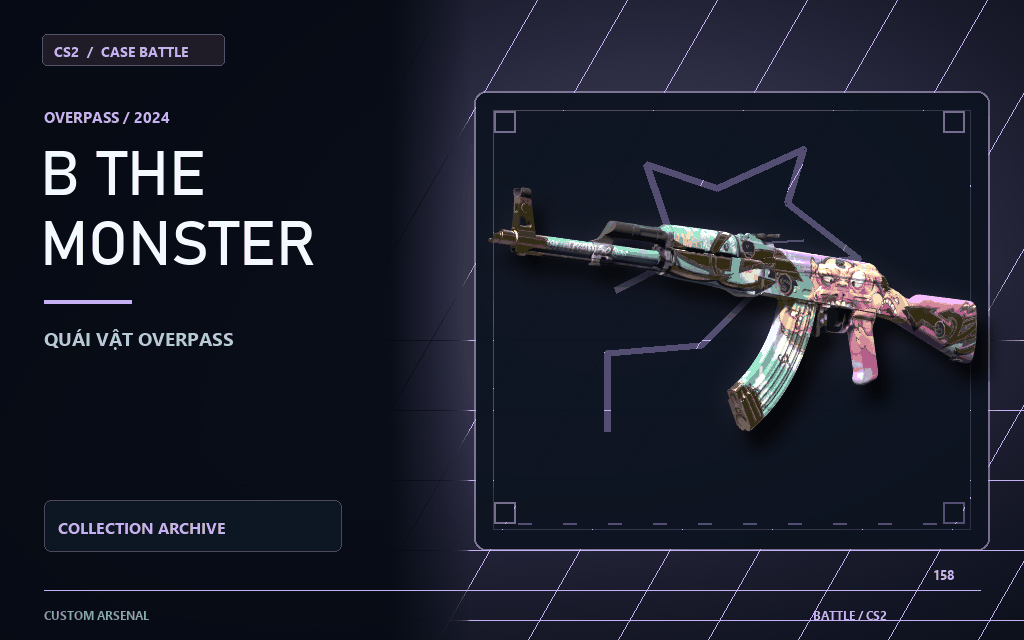 CS2 / CASE BATTLE
OVERPASS / 2024
B THE
MONSTER
QUÁI VẬT OVERPASS
COLLECTION ARCHIVE
158
CUSTOM ARSENAL
BATTLE / CS2